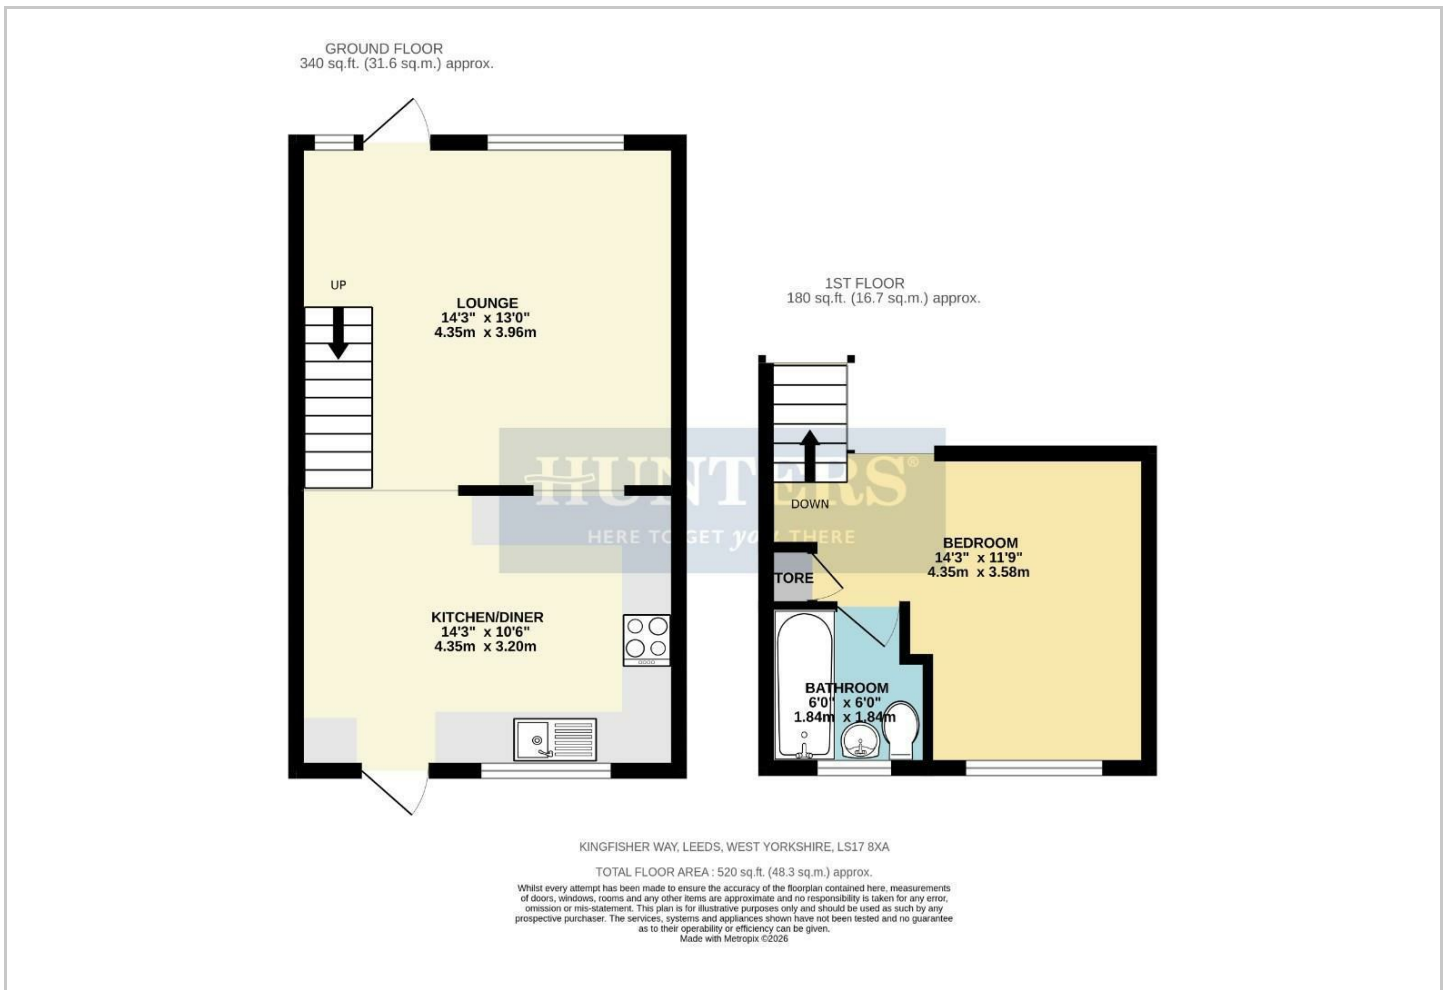 GROUND FLOOR
340 sq.ft. (31.6 sq.m.) approx.
UP
LOUNGE
14'3" x 13'0"
4.35m x 3.96m
KITCHEN/DINER
14'3" x 10'6"
4.35m x 3.20m
1ST FLOOR
180 sq.ft. (16.7 sq.m.) approx.
DOWN
BEDROOM
14'3" x 11'9"
4.35m x 3.58m
TORE
BATHROOM
6'0" x 6'0"
1.84m x 1.84m
HUNTERS®
HERE TO GET you THERE
KINGFISHER WAY, LEEDS, WEST YORKSHIRE, LS17 8XA
TOTAL FLOOR AREA : 520 sq.ft. (48.3 sq.m.) approx.
Whilst every attempt has been made to ensure the accuracy of the floorplan contained here, measurements
of doors, windows, rooms and any other items are approximate and no responsibility is taken for any error,
omission or mis-statement. This plan is for illustrative purposes only and should be used as such by any
prospective purchaser. The services, systems and appliances shown have not been tested and no guarantee
as to their operability or efficiency can be given.
Made with Metropix ©2026